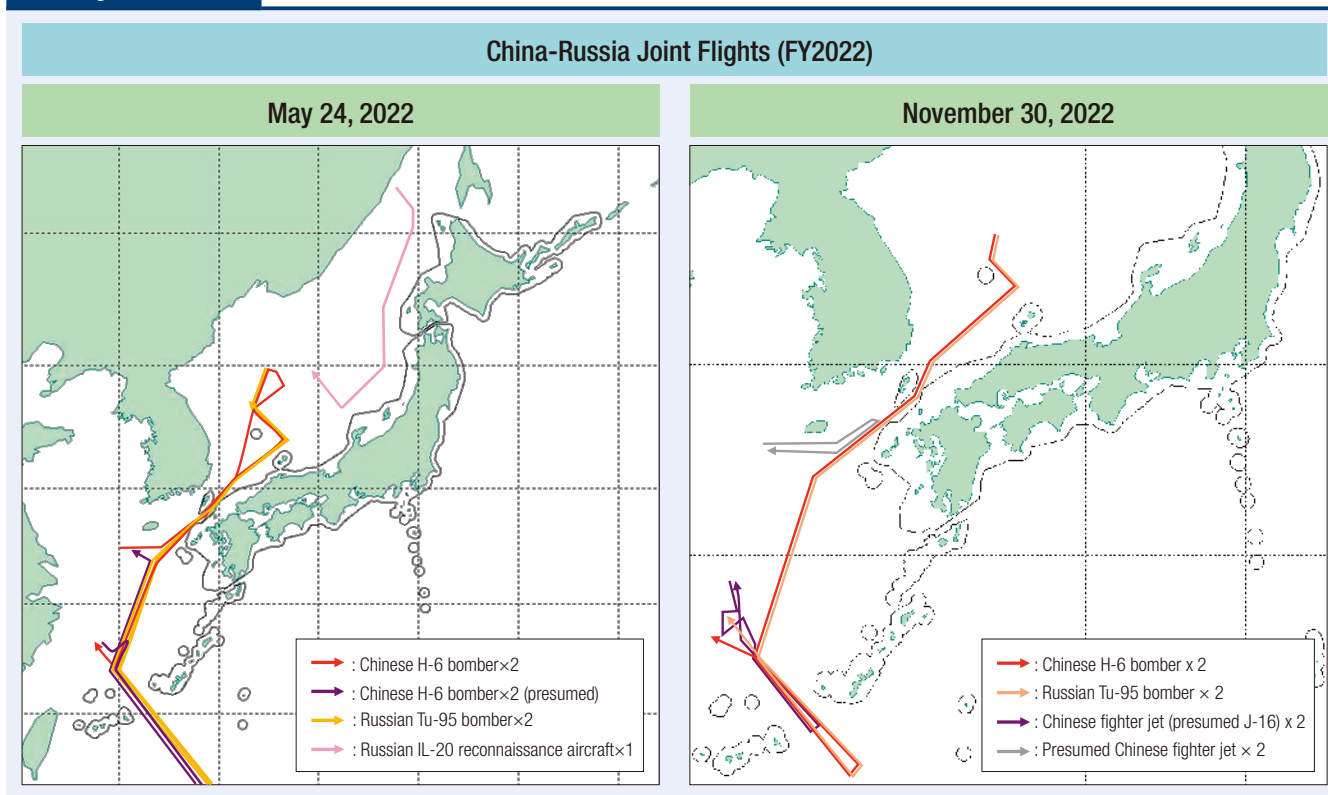 China-Russia Joint Flights (FY2022)
May 24, 2022
: Chinese H-6 bomber×2
: Chinese H-6 bomber×2 (presumed)
: Russian Tu-95 bomber×2
: Russian IL-20 reconnaissance aircraft×1
November 30, 2022
: Chinese H-6 bomber x 2
: Russian Tu-95 bomber × 2
: Chinese fighter jet (presumed J-16) x 2
: Presumed Chinese fighter jet × 2